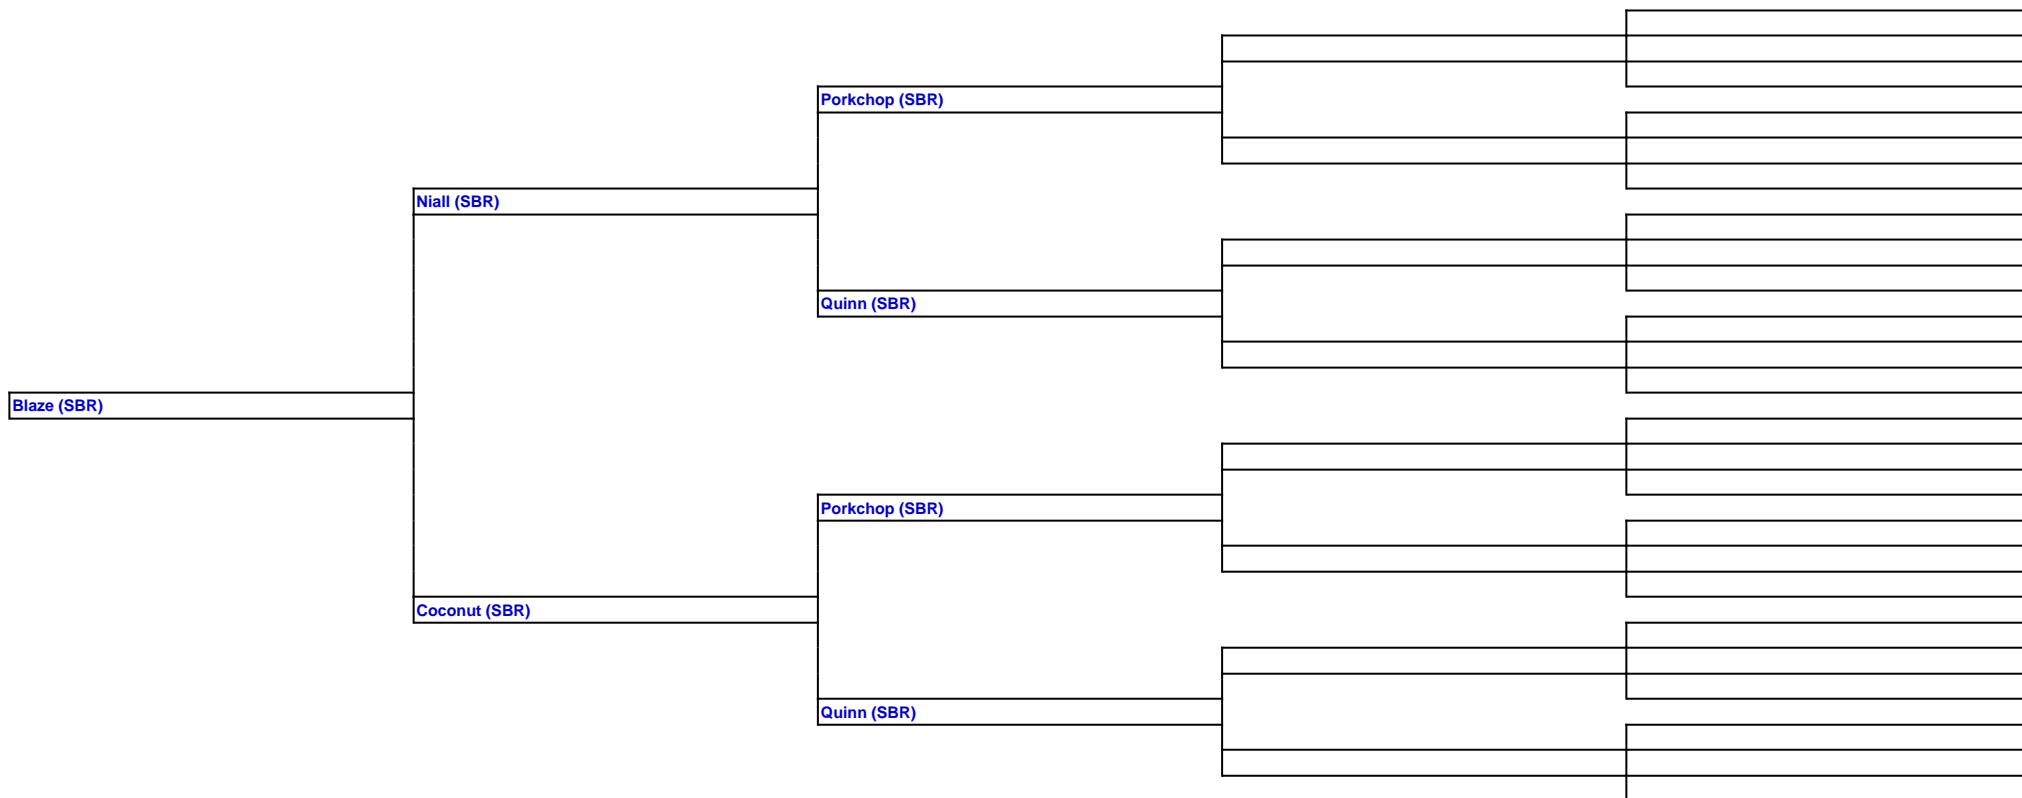 Porkchop (SBR)
Niall (SBR)
Quinn (SBR)
Blaze (SBR)
Porkchop (SBR)
Coconut (SBR)
Quinn (SBR)